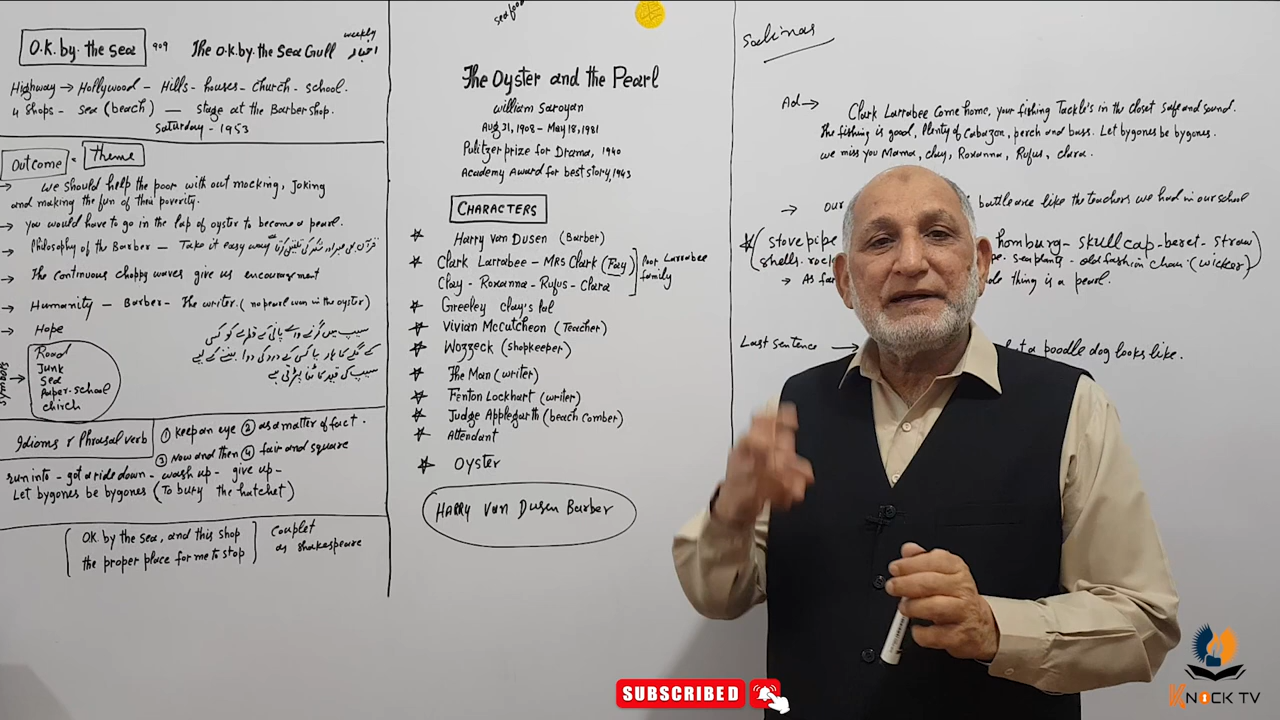 O.K. by the sea 909 The O.K. by the Sea Gull weekly اخبار
Highway → Hollywood - Hills - houses - church - school.
4 Shops - sea (beach) — stage at the Barber shop.
Saturday - 1953
Outcome = Theme
→ we should help the poor with out mocking, Joking
and making the fun of their poverty.
→ you would have to go in the lap of oyster to become a pearl.
→ Philosophy of the Barber - Take it easy way
→ The continuous choppy waves give us encouragment
→ Humanity - Barber - The writer. (no pearl even in the oyster)
→ Hope
Symbols →
Road
Junk
Sea
Paper - school
Idioms & Phrasal verb
① keep an eye ② as a matter of fact.
③ Now and then ④ fair and square
run into - got a ride down - wash up - give up -
Let bygones be bygones (To bury the hatchet)
OK by the sea, and this shop
the proper place for me to stop
Couplet
as shakespeare
seafood
The Oyster and the Pearl
william Saroyan
Aug 31, 1908 - May 18, 1981
Pulitzer prize for Drama, 1940
Academy Award for best story, 1943
CHARACTERS
Harry van Dusen (Barber)
Clark Larrabee - MRS Clark (Fay)
Clay - Roxanna - Rufus - Clara
poor Larrabee
family
Greeley clay's pal
Vivian McCutcheon (Teacher)
Wozzeck (shopkeeper)
The Man (writer)
Fenton Lockhart (writer)
Judge Applegarth (beach comber)
Attendant
Oyster
Harry Van Dusen Barber
Salinas
Ad → Clark Larrabee come home, your fishing Tackle's in the closet safe and sound.
The fishing is good, plenty of cabazon, perch and bass. Let bygones be bygones.
we miss you Mama, clay, Roxanna, Rufus, clara.
→ our battle are like the teachers we had in our school
(stove pipe homburg - skull cap - beret - straw
shells. - sea plants - old fashion chair (wicker)
→ As far thing is a pearl.
Last sentence → a poodle dog looks like.
SUBSCRIBED
KNOCK TV